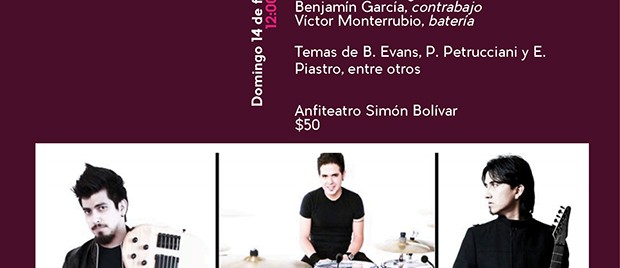 Domingo 14 de
12:00
Benjamín García, contrabajo
Víctor Monterrubio, batería
Temas de B. Evans, P. Petrucciani y E.
Piastro, entre otros
Anfiteatro Simón Bolívar
$50